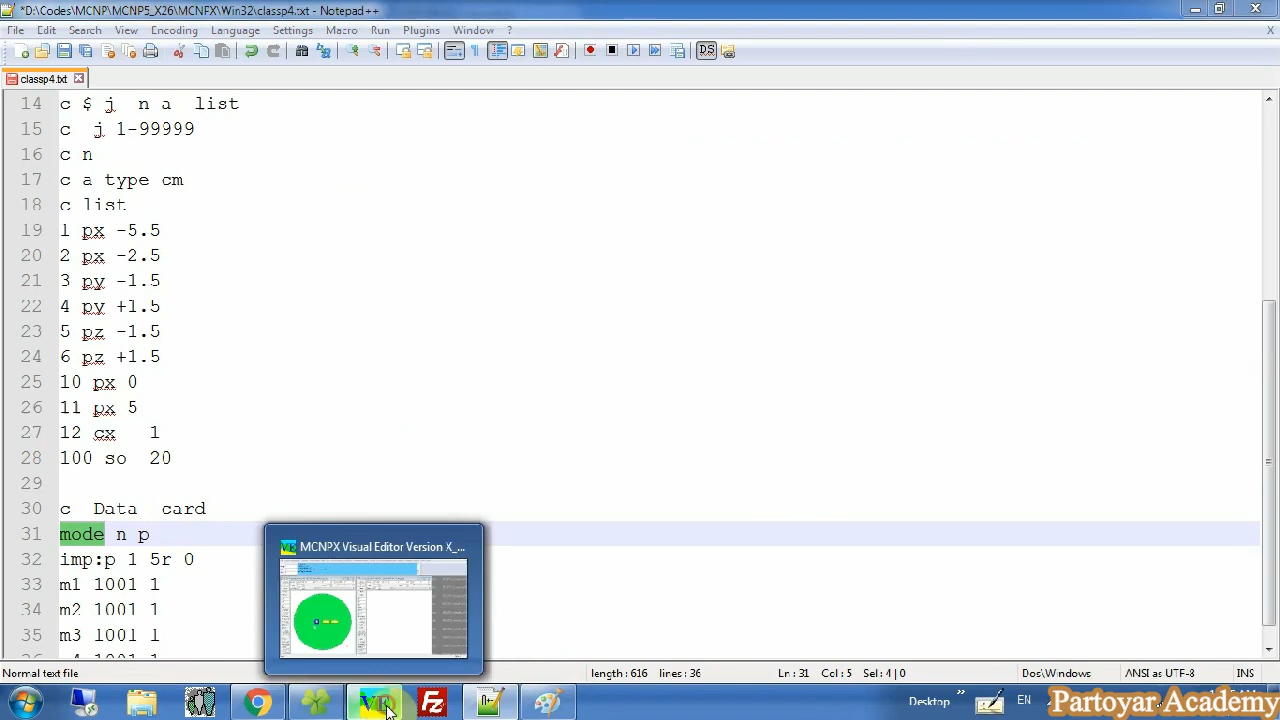 *D:\Codes\MCNP\MCNP5_X26\MCNFX\Win32\classp4.txt - Notepad++
File Edit Search View Encoding Language Settings Macro Run Plugins Window ? X
classp4.txt
14 c $ j n a list
15 c j 1-99999
16 c n
17 c a type cm
18 c list
19 1 px -5.5
20 2 px -2.5
21 3 py -1.5
22 4 py +1.5
23 5 pz -1.5
24 6 pz +1.5
25 10 px 0
26 11 px 5
27 12 cx 1
28 100 so 20
29
30 c Data card
31 mode n p
32 imp:p 1 5r 0
33 m1 1001 1
34 m2 1001 1
35 m3 1001 1
VE MCNPX Visual Editor Version X_...
Normal text file length: 616 lines: 36 Ln: 31 Col: 5 Sel: 4 | 0 Dos\Windows ANSI as UTF-8 INS
Desktop » EN
Partoyar Academy